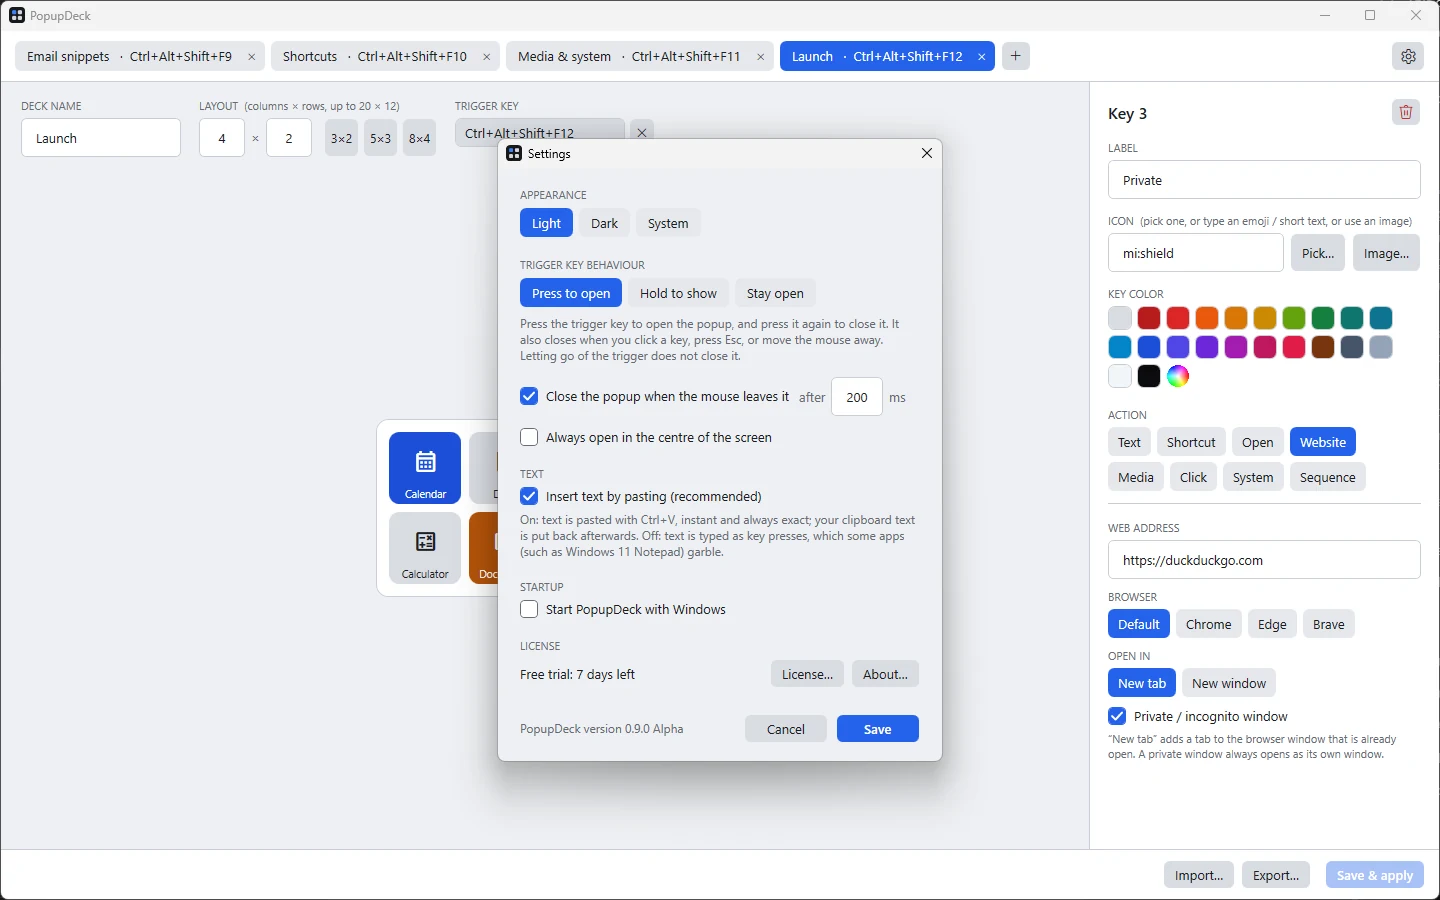 PopupDeck
Email snippets · Ctrl+Alt+Shift+F9 ×
Shortcuts · Ctrl+Alt+Shift+F10 ×
Media & system · Ctrl+Alt+Shift+F11 ×
Launch · Ctrl+Alt+Shift+F12 ×
+
DECK NAME
Launch
LAYOUT (columns × rows, up to 20 × 12)
4 × 2 3×2 5×3 8×4
TRIGGER KEY
Ctrl+Alt+Shift+F12
Calendar
Calculator
Doc
Settings
APPEARANCE
Light Dark System
TRIGGER KEY BEHAVIOUR
Press to open Hold to show Stay open
Press the trigger key to open the popup, and press it again to close it. It
also closes when you click a key, press Esc, or move the mouse away.
Letting go of the trigger does not close it.
Close the popup when the mouse leaves it after 200 ms
Always open in the centre of the screen
TEXT
Insert text by pasting (recommended)
On: text is pasted with Ctrl+V, instant and always exact; your clipboard text
is put back afterwards. Off: text is typed as key presses, which some apps
(such as Windows 11 Notepad) garble.
STARTUP
Start PopupDeck with Windows
LICENSE
Free trial: 7 days left License... About...
PopupDeck version 0.9.0 Alpha Cancel Save
Key 3
LABEL
Private
ICON (pick one, or type an emoji / short text, or use an image)
mi:shield Pick... Image...
KEY COLOR
ACTION
Text Shortcut Open Website
Media Click System Sequence
WEB ADDRESS
https://duckduckgo.com
BROWSER
Default Chrome Edge Brave
OPEN IN
New tab New window
Private / incognito window
“New tab” adds a tab to the browser window that is already
open. A private window always opens as its own window.
Import... Export... Save & apply